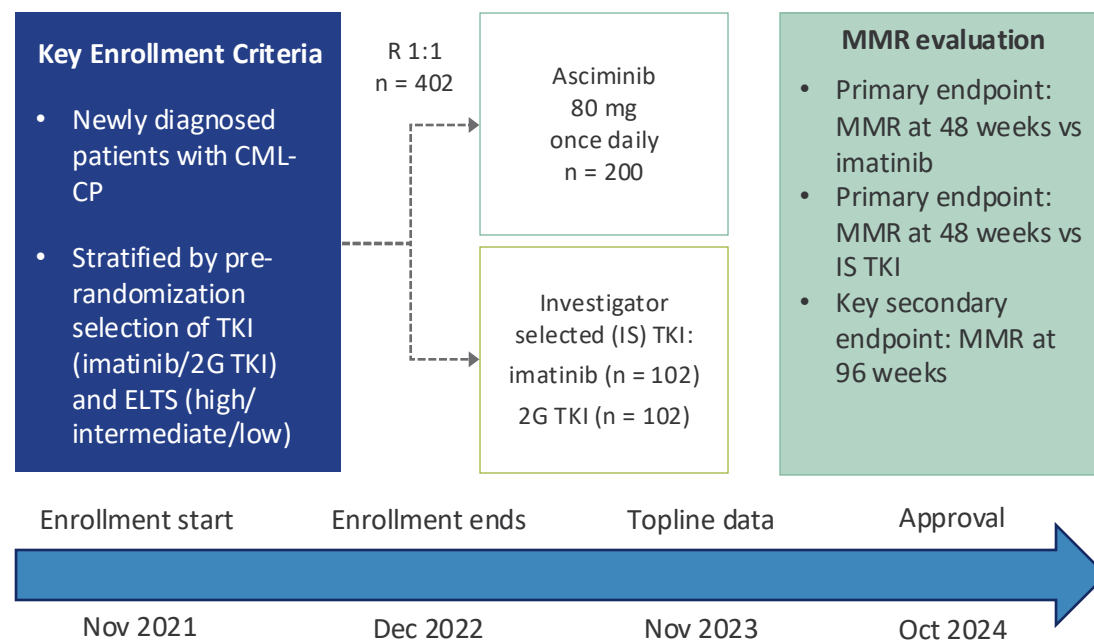 Key Enrollment Criteria
• Newly diagnosed
patients with CML-
CP
• Stratified by pre-
randomization
selection of TKI
(imatinib/2G TKI)
and ELTS (high/
intermediate/low)
R 1:1
n = 402
Asciminib
80 mg
once daily
n = 200
Investigator
selected (IS) TKI:
imatinib (n = 102)
2G TKI (n = 102)
MMR evaluation
• Primary endpoint:
MMR at 48 weeks vs
imatinib
• Primary endpoint:
MMR at 48 weeks vs
IS TKI
• Key secondary
endpoint: MMR at
96 weeks
Enrollment start
Enrollment ends
Topline data
Approval
Nov 2021
Dec 2022
Nov 2023
Oct 2024